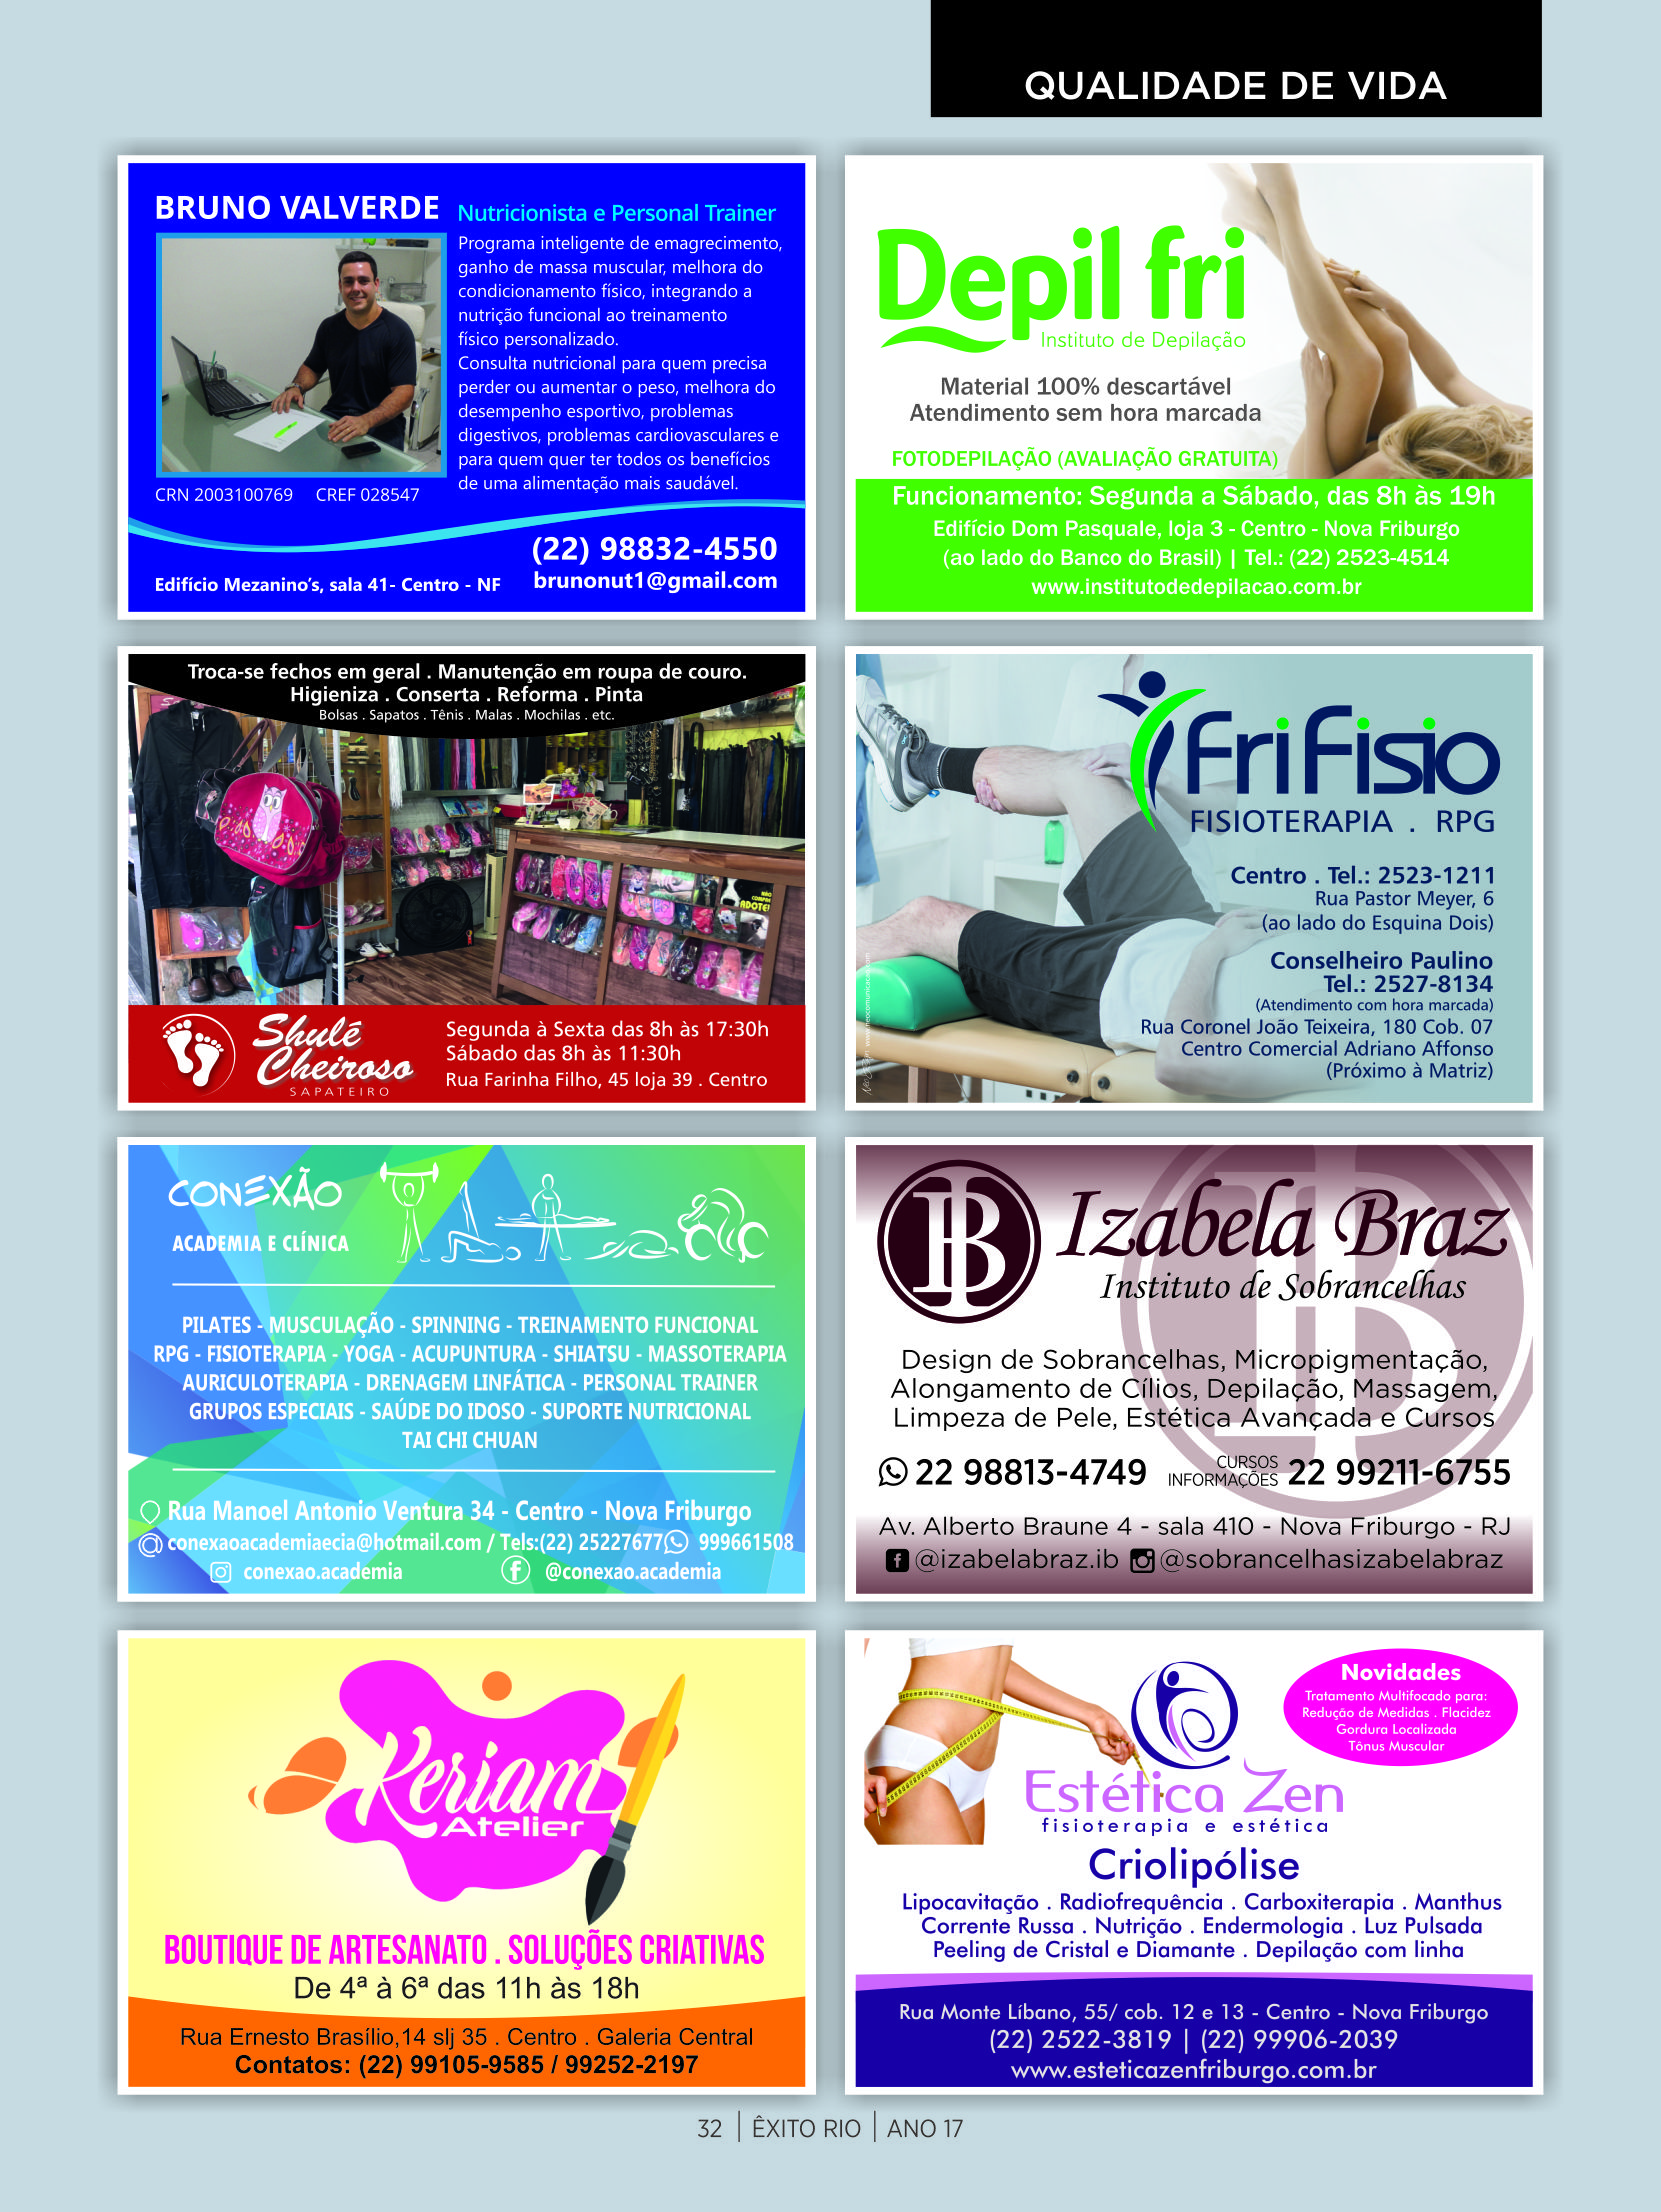 QUALIDADE DE VIDA
BRUNO VALVERDE
Nutricionista e Personal Trainer
Programa inteligente de emagrecimento,
ganho de massa muscular, melhora do
condicionamento físico, integrando a
nutrição funcional ao treinamento
físico personalizado.
Consulta nutricional para quem precisa
perder ou aumentar o peso, melhora do
desempenho esportivo, problemas
digestivos, problemas cardiovasculares e
para quem quer ter todos os benefícios
de uma alimentação mais saudável.
CRN 2003100769 CREF 028547
(22) 98832-4550
Edifício Mezanino's, sala 41- Centro - NF
brunonut1@gmail.com
Depil fri
Instituto de Depilação
Material 100% descartável
Atendimento sem hora marcada
FOTODEPILAÇÃO (AVALIAÇÃO GRATUITA)
Funcionamento: Segunda a Sábado, das 8h às 19h
Edifício Dom Pasquale, loja 3 - Centro - Nova Friburgo
(ao lado do Banco do Brasil) | Tel.: (22) 2523-4514
www.institutodedepilacao.com.br
Troca-se fechos em geral . Manutenção em roupa de couro.
Higieniza . Conserta . Reforma . Pinta
Bolsas . Sapatos . Tênis . Malas . Mochilas . etc.
ADOTE!
Shulé
Cheiroso
SAPATEIRO
Segunda à Sexta das 8h às 17:30h
Sábado das 8h às 11:30h
Rua Farinha Filho, 45 loja 39 . Centro
FriFisio
FISIOTERAPIA . RPG
Centro . Tel.: 2523-1211
Rua Pastor Meyer, 6
(ao lado do Esquina Dois)
Conselheiro Paulino
Tel.: 2527-8134
(Atendimento com hora marcada)
Rua Coronel João Teixeira, 180 Cob. 07
Centro Comercial Adriano Affonso
(Próximo à Matriz)
CONEXÃO
ACADEMIA E CLÍNICA
PILATES - MUSCULAÇÃO - SPINNING - TREINAMENTO FUNCIONAL
RPG - FISIOTERAPIA - YOGA - ACUPUNTURA - SHIATSU - MASSOTERAPIA
AURICULOTERAPIA - DRENAGEM LINFÁTICA - PERSONAL TRAINER
GRUPOS ESPECIAIS - SAÚDE DO IDOSO - SUPORTE NUTRICIONAL
TAI CHI CHUAN
Rua Manoel Antonio Ventura 34 - Centro - Nova Friburgo
conexaoacademiaecia@hotmail.com / Tels:(22) 25227677 999661508
conexao.academia @conexao.academia
IB
Izabela Braz
Instituto de Sobrancelhas
Design de Sobrancelhas, Micropigmentação,
Alongamento de Cílios, Depilação, Massagem,
Limpeza de Pele, Estética Avançada e Cursos
22 98813-4749 CURSOS INFORMAÇÕES 22 99211-6755
Av. Alberto Braune 4 - sala 410 - Nova Friburgo - RJ
@izabelabraz.ib @sobrancelhasizabelabraz
Keriam
Atelier
BOUTIQUE DE ARTESANATO . SOLUÇÕES CRIATIVAS
De 4ª à 6ª das 11h às 18h
Rua Ernesto Brasílio,14 slj 35 . Centro . Galeria Central
Contatos: (22) 99105-9585 / 99252-2197
Novidades
Tratamento Multifocado para:
Redução de Medidas . Flacidez
Gordura Localizada
Tônus Muscular
Estética Zen
fisioterapia e estética
Criolipólise
Lipocavitação . Radiofrequência . Carboxiterapia . Manthus
Corrente Russa . Nutrição . Endermologia . Luz Pulsada
Peeling de Cristal e Diamante . Depilação com linha
Rua Monte Líbano, 55/ cob. 12 e 13 - Centro - Nova Friburgo
(22) 2522-3819 | (22) 99906-2039
www.esteticazenfriburgo.com.br
32 | ÊXITO RIO | ANO 17